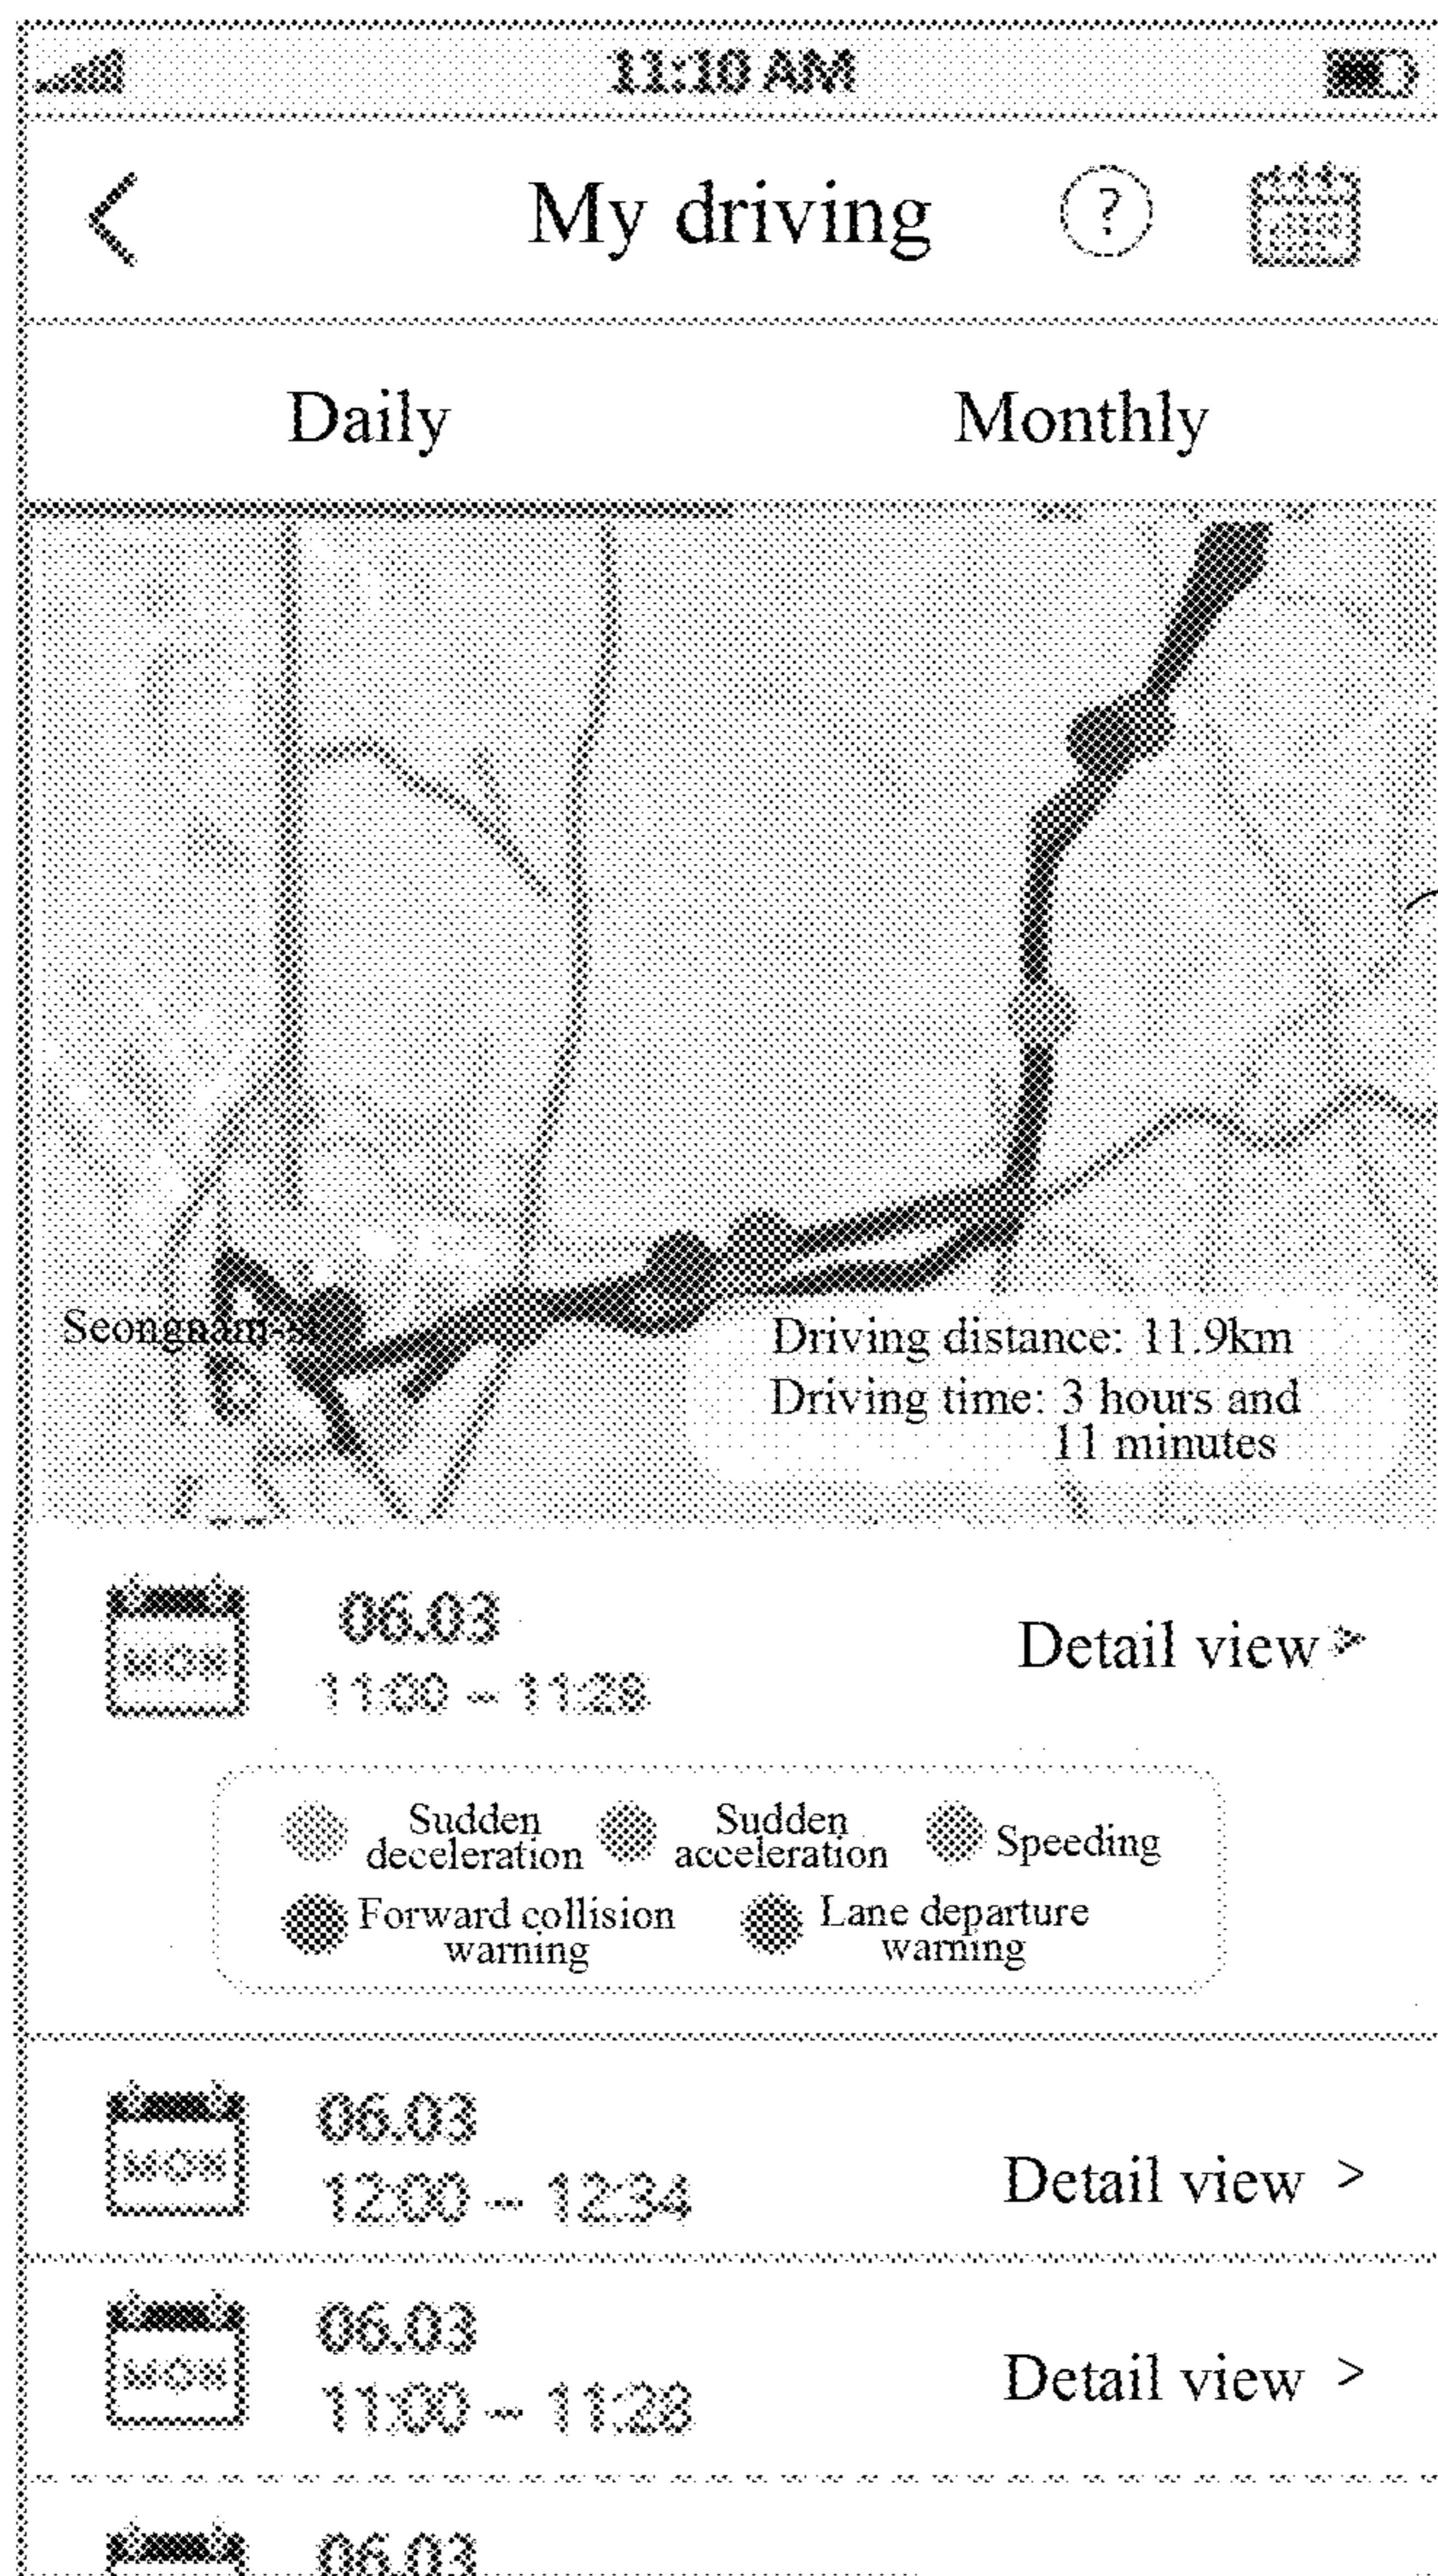 11:10 AM
My driving
?
Daily
Monthly
Seongnam-si
Driving distance: 11.9km
Driving time: 3 hours and
11 minutes
MON
06.03
Detail view >
11:00 – 11:28
Sudden
deceleration
Sudden
acceleration
Speeding
Forward collision
warning
Lane departure
warning
MON
06.03
12:00 – 12:34
Detail view >
MON
06.03
11:00 – 11:28
Detail view >
06.03